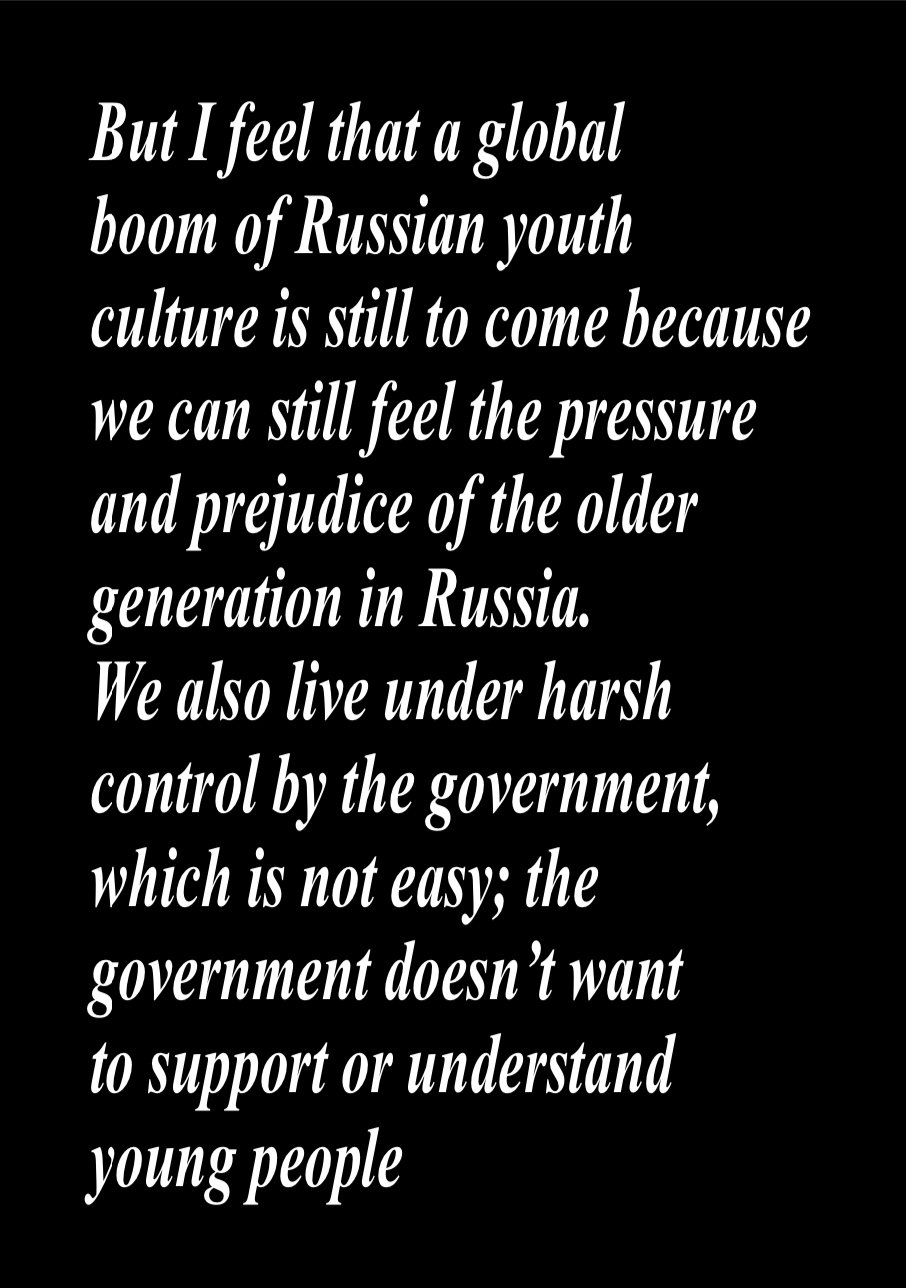 But I feel that a global
boom of Russian youth
culture is still to come because
we can still feel the pressure
and prejudice of the older
generation in Russia.
We also live under harsh
control by the government,
which is not easy; the
government doesn’t want
to support or understand
young people